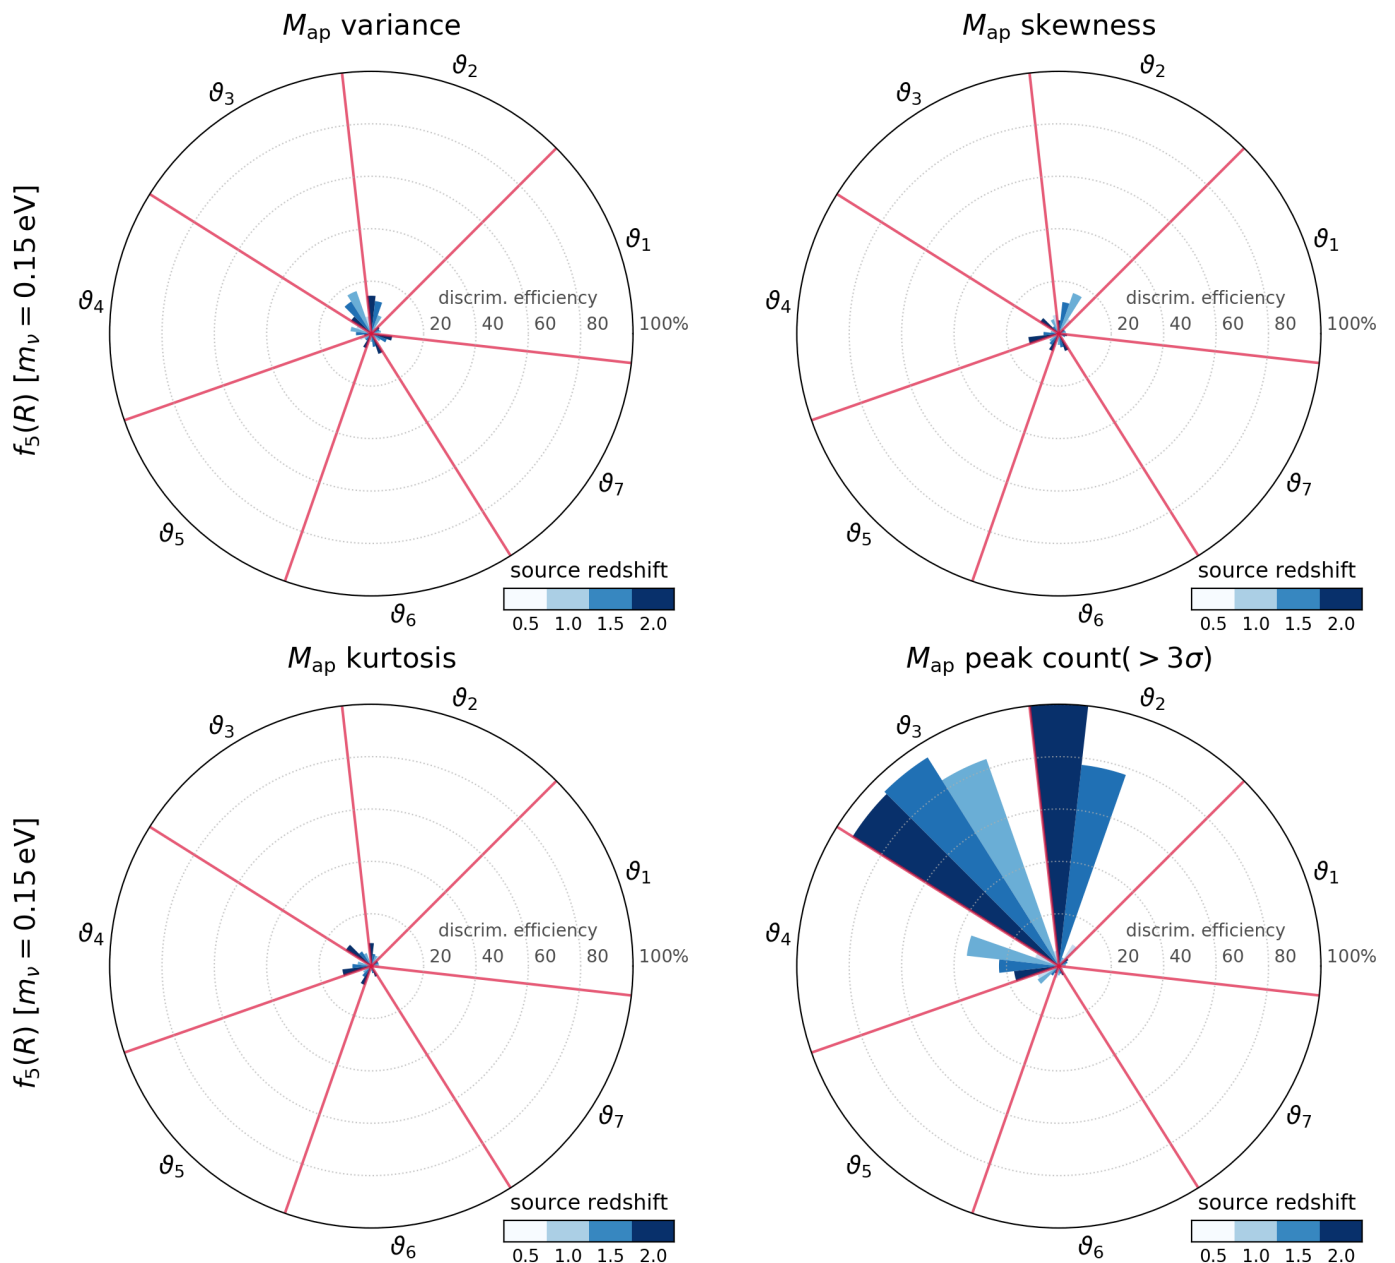 M_ap variance
ϑ_2
ϑ_3
ϑ_1
ϑ_4
discrim. efficiency
20 40 60 80 100%
f_5(R) [m_ν = 0.15 eV]
ϑ_7
ϑ_5
ϑ_6
source redshift
0.5 1.0 1.5 2.0
M_ap skewness
ϑ_2
ϑ_3
ϑ_1
ϑ_4
discrim. efficiency
20 40 60 80 100%
ϑ_7
ϑ_5
ϑ_6
source redshift
0.5 1.0 1.5 2.0
M_ap kurtosis
ϑ_2
ϑ_3
ϑ_1
ϑ_4
discrim. efficiency
20 40 60 80 100%
f_5(R) [m_ν = 0.15 eV]
ϑ_7
ϑ_5
ϑ_6
source redshift
0.5 1.0 1.5 2.0
M_ap peak count( > 3σ)
ϑ_2
ϑ_3
ϑ_1
ϑ_4
discrim. efficiency
20 40 60 80 100%
ϑ_7
ϑ_5
ϑ_6
source redshift
0.5 1.0 1.5 2.0